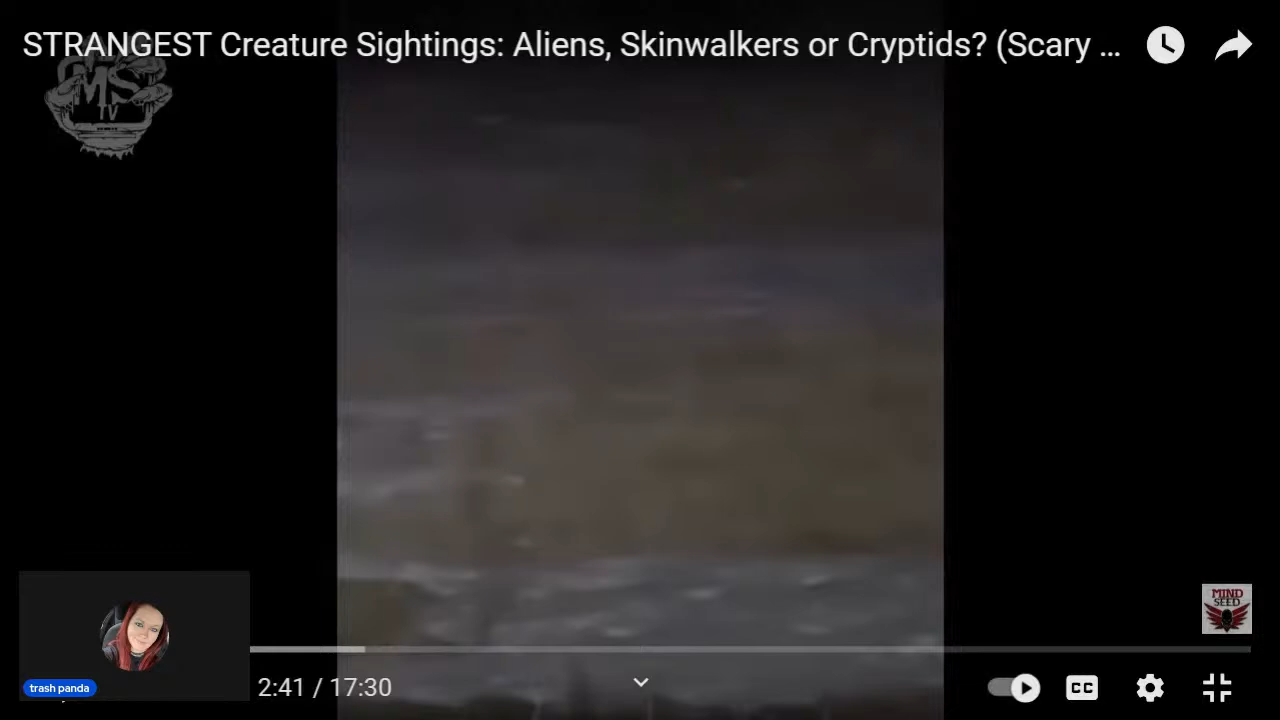 STRANGEST Creature Sightings: Aliens, Skinwalkers or Cryptids? (Scary ...
MS
TV
MIND
SEED
trash panda
2:41 / 17:30
CC